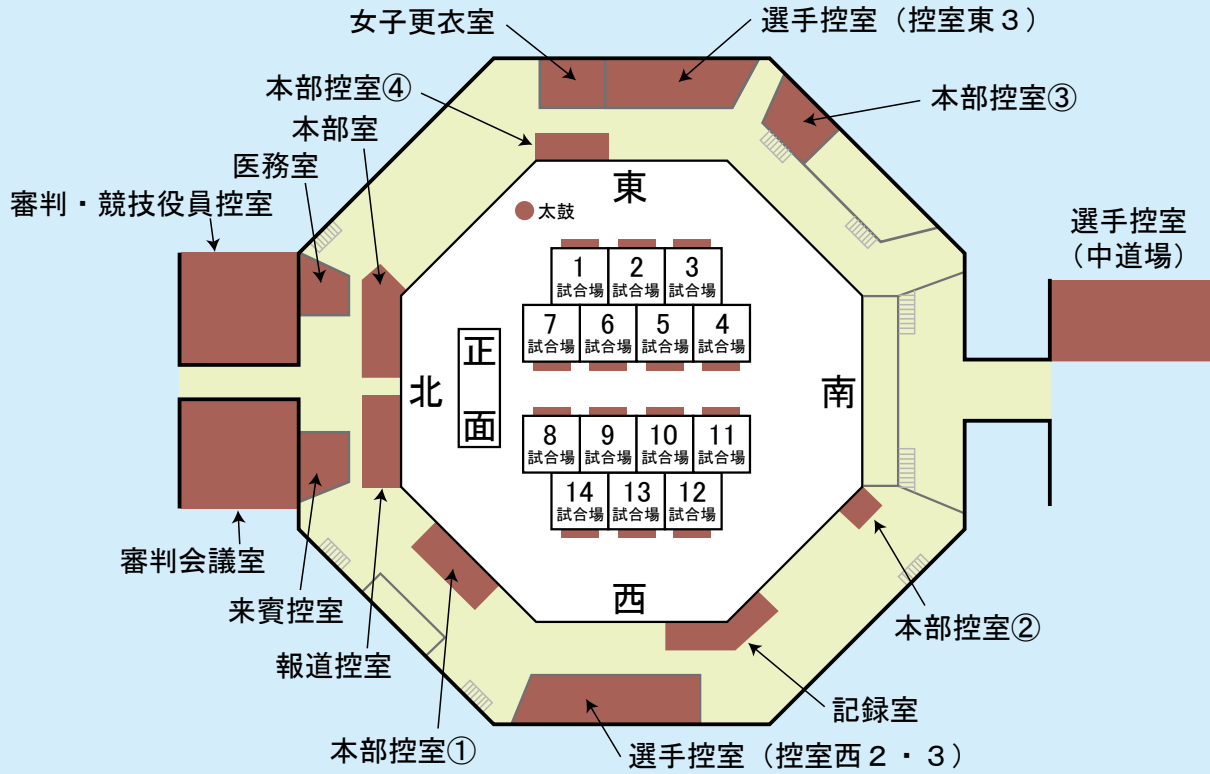 女子更衣室
選手控室（控室東３）
本部控室④
本部控室③
本部室
医務室
審判・競技役員控室
選手控室
（中道場）
東
太鼓
1
試合場
2
試合場
3
試合場
7
試合場
6
試合場
5
試合場
4
試合場
正
面
北
南
8
試合場
9
試合場
10
試合場
11
試合場
14
試合場
13
試合場
12
試合場
西
審判会議室
来賓控室
報道控室
本部控室①
本部控室②
記録室
選手控室（控室西２・３）